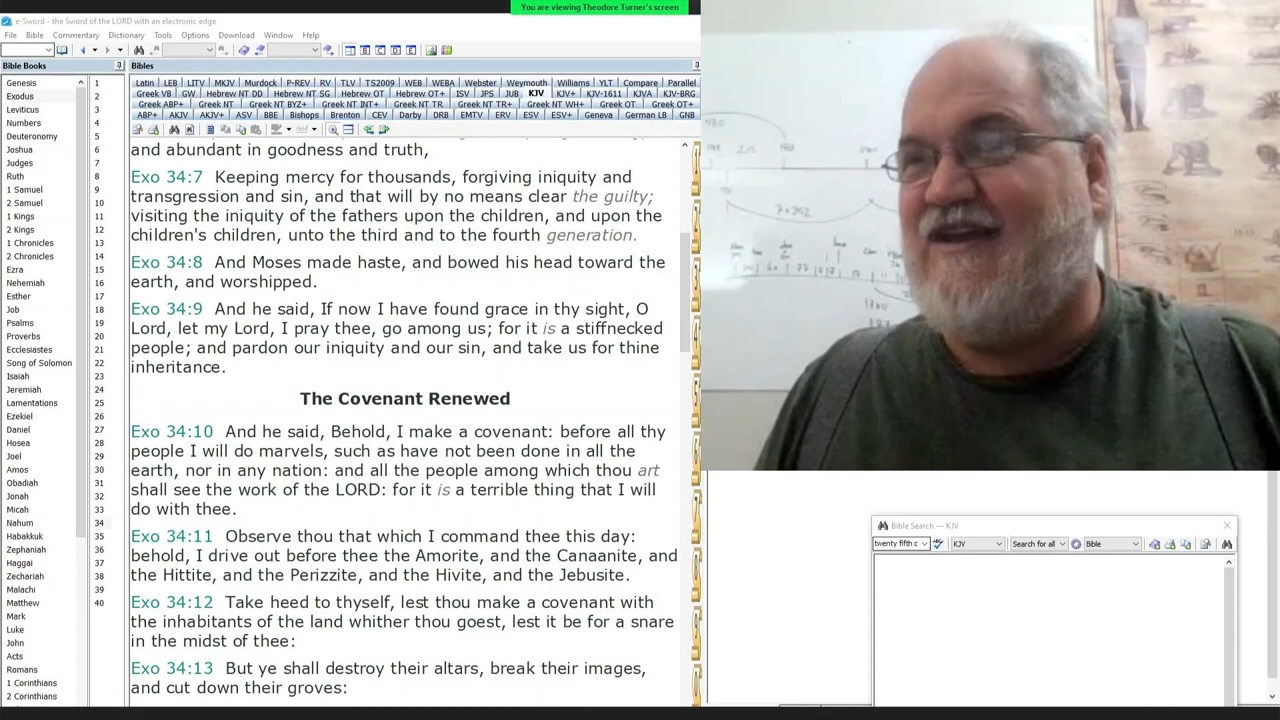 You are viewing Theodore Turner's screen
e-Sword - the Sword of the LORD with an electronic edge
File Bible Commentary Dictionary Tools Options Download Window Help
Bible Books
Genesis
Exodus
Leviticus
Numbers
Deuteronomy
Joshua
Judges
Ruth
1 Samuel
2 Samuel
1 Kings
2 Kings
1 Chronicles
2 Chronicles
Ezra
Nehemiah
Esther
Job
Psalms
Proverbs
Ecclesiastes
Song of Solomon
Isaiah
Jeremiah
Lamentations
Ezekiel
Daniel
Hosea
Joel
Amos
Obadiah
Jonah
Micah
Nahum
Habakkuk
Zephaniah
Haggai
Zechariah
Malachi
Matthew
Mark
Luke
John
Acts
Romans
1 Corinthians
2 Corinthians
1
2
3
4
5
6
7
8
9
10
11
12
13
14
15
16
17
18
19
20
21
22
23
24
25
26
27
28
29
30
31
32
33
34
35
36
37
38
39
40
Bibles
Latin LEB LITV MKJV Murdock P-REV RV TLV TS2009 WEB WEBA Webster Weymouth Williams YLT Compare Parallel
Greek VB GW Hebrew NT DD Hebrew NT SG Hebrew OT Hebrew OT+ ISV JPS JUB KJV KJV+ KJV-1611 KJVA KJV-BRG
Greek ABP+ Greek NT Greek NT BYZ+ Greek NT INT+ Greek NT TR Greek NT TR+ Greek NT WH+ Greek OT Greek OT+
ABP+ AKJV AKJV+ ASV BBE Bishops Brenton CEV Darby DRB EMTV ERV ESV ESV+ Geneva German LB GNB
and abundant in goodness and truth,
Exo 34:7 Keeping mercy for thousands, forgiving iniquity and
transgression and sin, and that will by no means clear the guilty;
visiting the iniquity of the fathers upon the children, and upon the
children's children, unto the third and to the fourth generation.
Exo 34:8 And Moses made haste, and bowed his head toward the
earth, and worshipped.
Exo 34:9 And he said, If now I have found grace in thy sight, O
Lord, let my Lord, I pray thee, go among us; for it is a stiffnecked
people; and pardon our iniquity and our sin, and take us for thine
inheritance.
The Covenant Renewed
Exo 34:10 And he said, Behold, I make a covenant: before all thy
people I will do marvels, such as have not been done in all the
earth, nor in any nation: and all the people among which thou art
shall see the work of the LORD: for it is a terrible thing that I will
do with thee.
Exo 34:11 Observe thou that which I command thee this day:
behold, I drive out before thee the Amorite, and the Canaanite, and
the Hittite, and the Perizzite, and the Hivite, and the Jebusite.
Exo 34:12 Take heed to thyself, lest thou make a covenant with
the inhabitants of the land whither thou goest, lest it be for a snare
in the midst of thee:
Exo 34:13 But ye shall destroy their altars, break their images,
and cut down their groves:
Bible Search — KJV
twenty fifth c KJV Search for all Bible